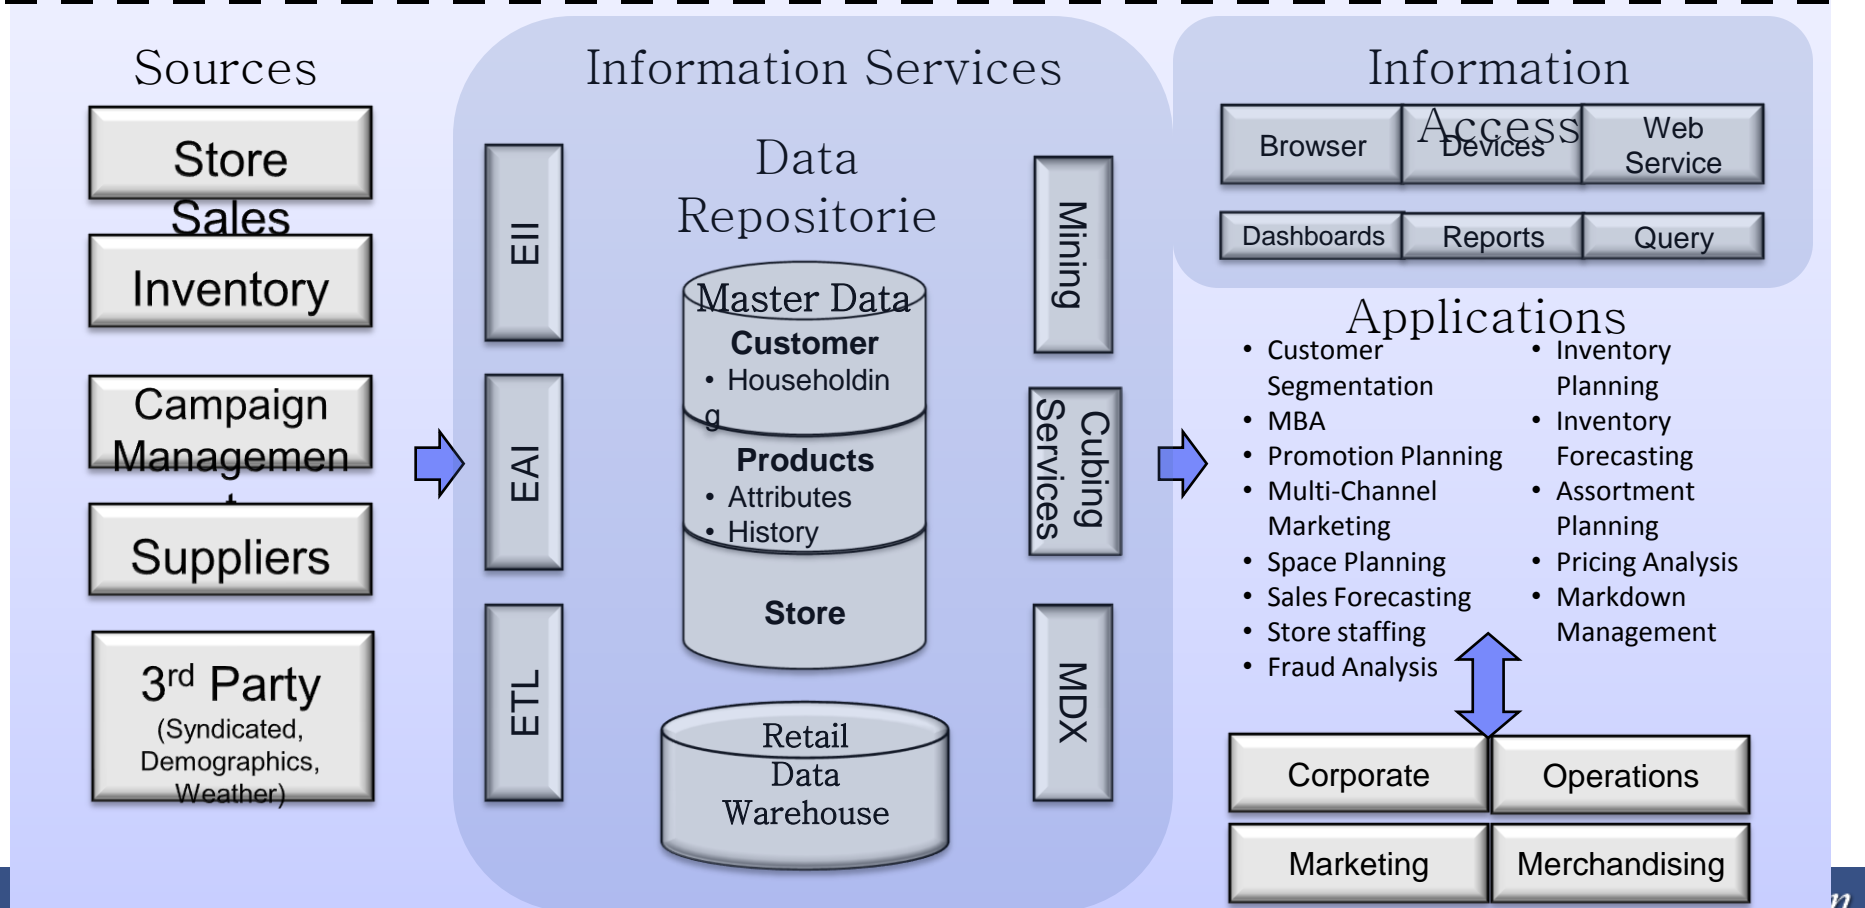 Sources
Store
Sales
Inventory
Campaign
Managemen
t
Suppliers
3rd Party
(Syndicated,
Demographics,
Weather)
Information Services
EII
EAI
ETL
Data
Repositorie
Master Data
Customer
• Householdin
g
Products
• Attributes
• History
Store
Retail
Data
Warehouse
Mining
Cubing
Services
MDX
Information
Access
Browser
Devices
Web
Service
Dashboards
Reports
Query
Applications
• Customer
Segmentation
• MBA
• Promotion Planning
• Multi-Channel
Marketing
• Space Planning
• Sales Forecasting
• Store staffing
• Fraud Analysis
• Inventory
Planning
• Inventory
Forecasting
• Assortment
Planning
• Pricing Analysis
• Markdown
Management
Corporate
Operations
Marketing
Merchandising